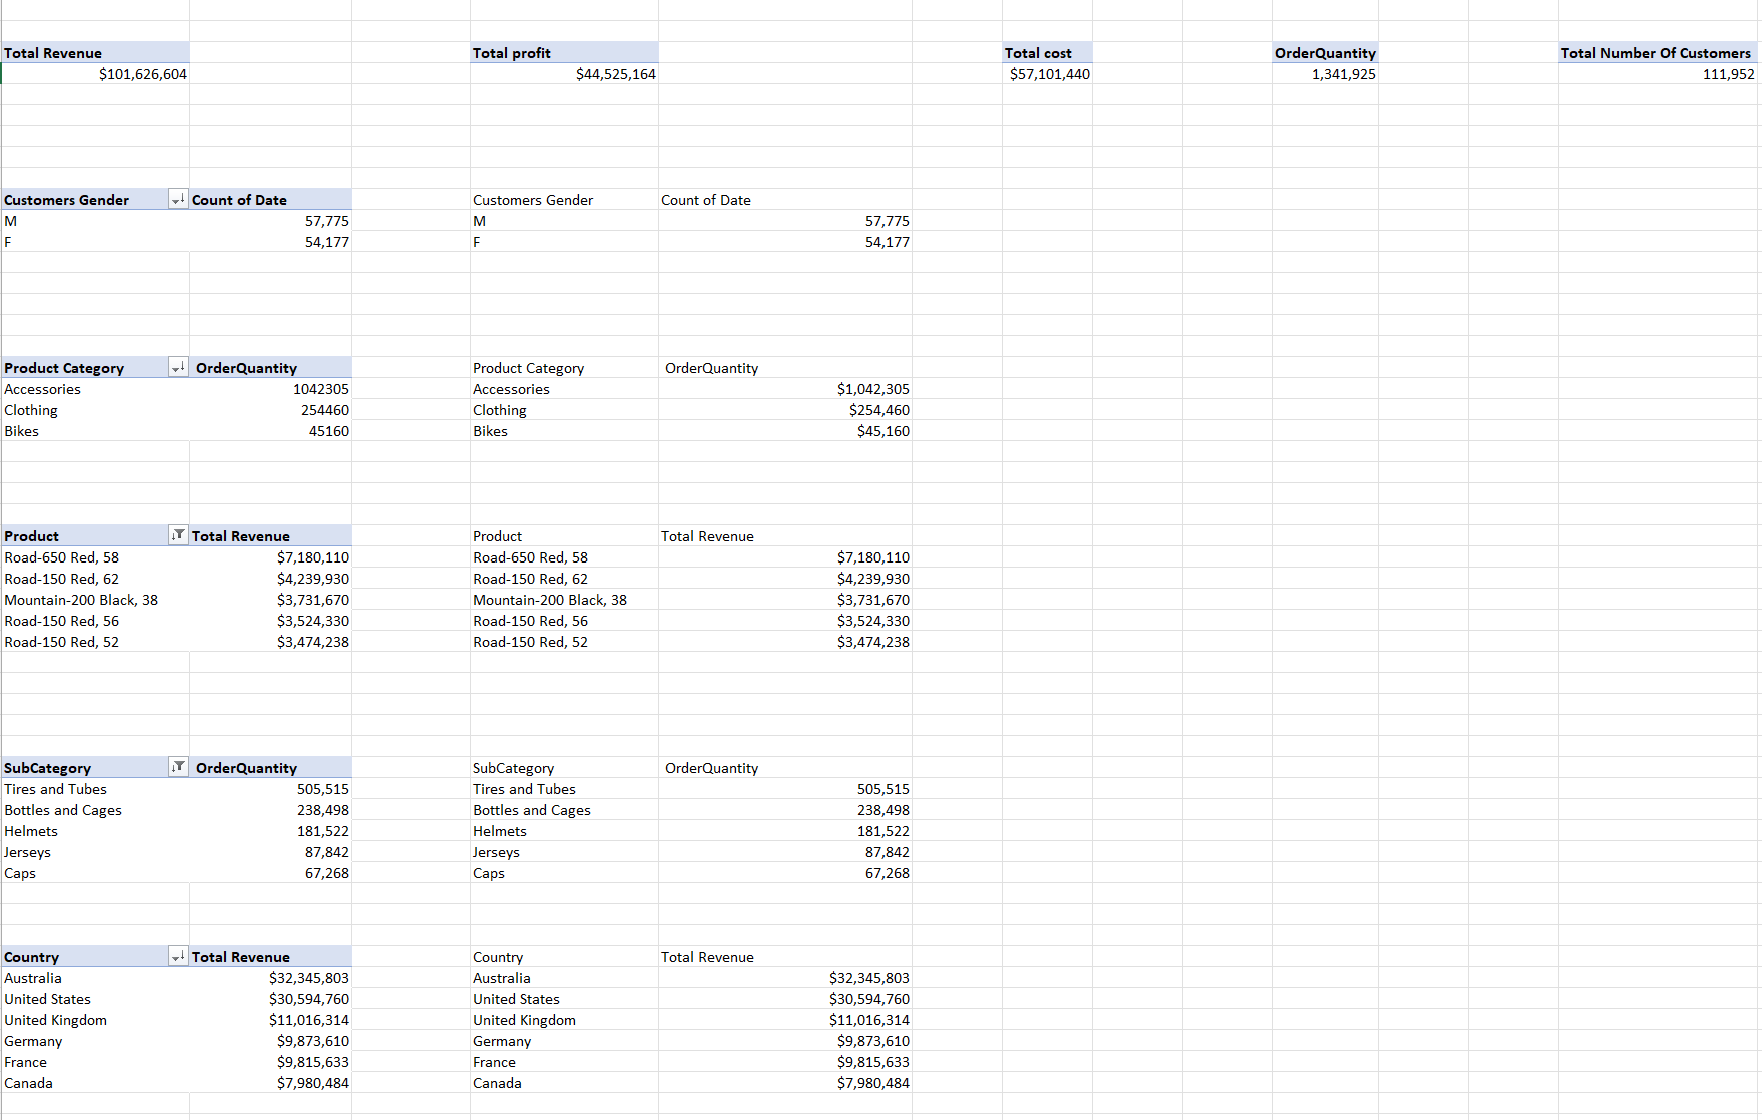 Total Revenue Total profit Total cost OrderQuantity Total Number Of Customers
$101,626,604 $44,525,164 $57,101,440 1,341,925 111,952
Customers Gender Count of Date Customers Gender Count of Date
M 57,775 M 57,775
F 54,177 F 54,177
Product Category OrderQuantity Product Category OrderQuantity
Accessories 1042305 Accessories $1,042,305
Clothing 254460 Clothing $254,460
Bikes 45160 Bikes $45,160
Product Total Revenue Product Total Revenue
Road-650 Red, 58 $7,180,110 Road-650 Red, 58 $7,180,110
Road-150 Red, 62 $4,239,930 Road-150 Red, 62 $4,239,930
Mountain-200 Black, 38 $3,731,670 Mountain-200 Black, 38 $3,731,670
Road-150 Red, 56 $3,524,330 Road-150 Red, 56 $3,524,330
Road-150 Red, 52 $3,474,238 Road-150 Red, 52 $3,474,238
SubCategory OrderQuantity SubCategory OrderQuantity
Tires and Tubes 505,515 Tires and Tubes 505,515
Bottles and Cages 238,498 Bottles and Cages 238,498
Helmets 181,522 Helmets 181,522
Jerseys 87,842 Jerseys 87,842
Caps 67,268 Caps 67,268
Country Total Revenue Country Total Revenue
Australia $32,345,803 Australia $32,345,803
United States $30,594,760 United States $30,594,760
United Kingdom $11,016,314 United Kingdom $11,016,314
Germany $9,873,610 Germany $9,873,610
France $9,815,633 France $9,815,633
Canada $7,980,484 Canada $7,980,484